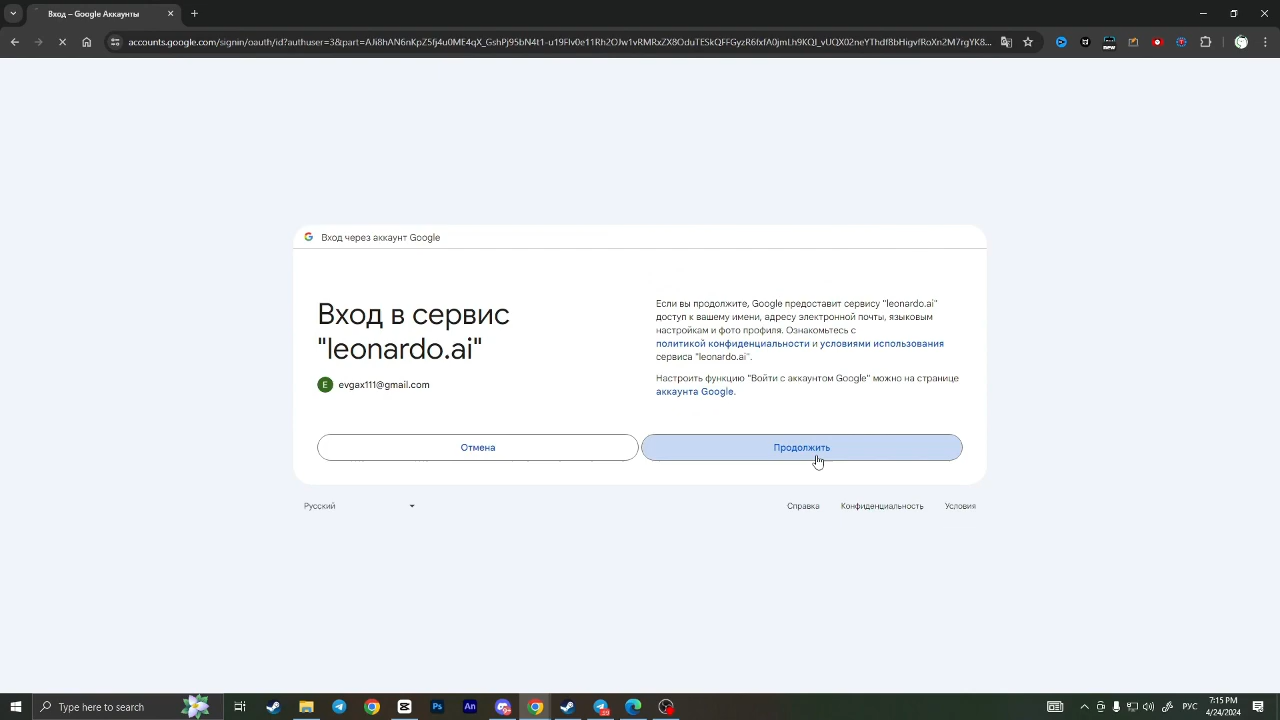 Вход – Google Аккаунты
Вход через аккаунт Google
Вход в сервис
"leonardo.ai"
E
evgax111@gmail.com
Если вы продолжите, Google предоставит сервису "leonardo.ai"
доступ к вашему имени, адресу электронной почты, языковым
настройкам и фото профиля. Ознакомьтесь с
политикой конфиденциальности и условиями использования
сервиса "leonardo.ai".
Настроить функцию "Войти с аккаунтом Google" можно на странице
аккаунта Google.
Отмена
Продолжить
Русский
Справка Конфиденциальность Условия
Type here to search
Ps
An
РУС
7:15 PM
4/24/2024